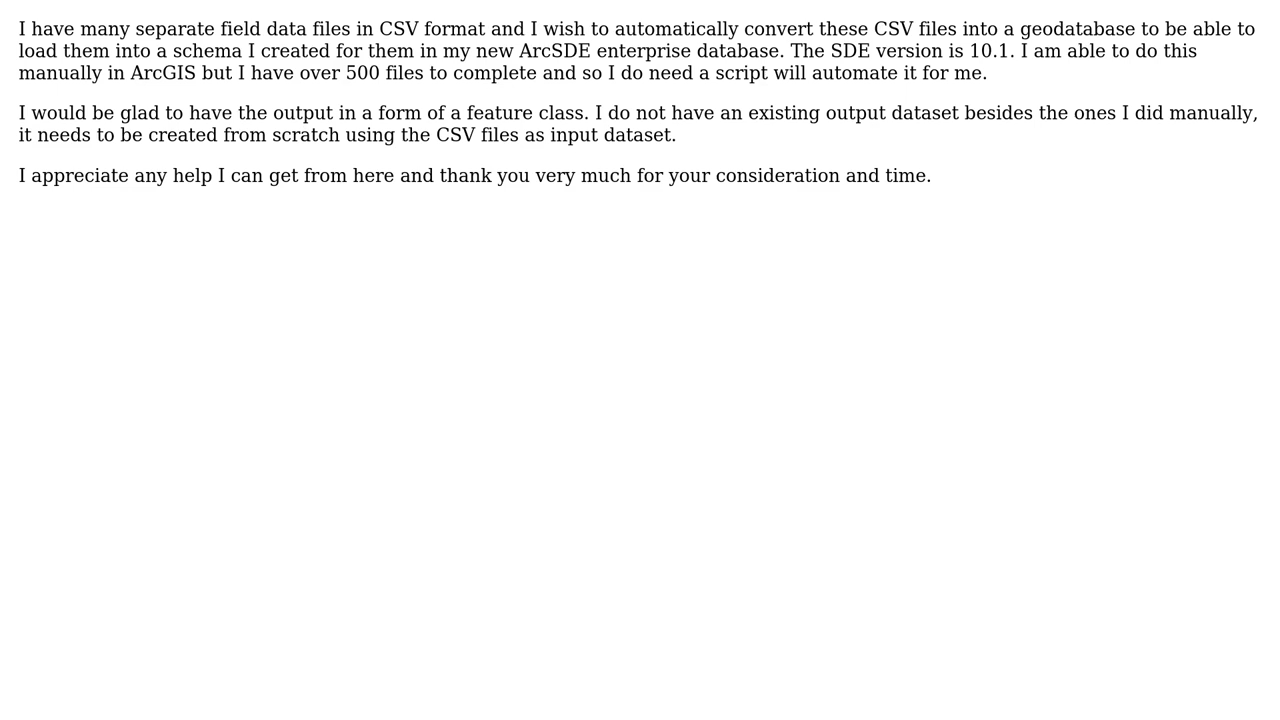 I have many separate field data files in CSV format and I wish to automatically convert these CSV files into a geodatabase to be able to
load them into a schema I created for them in my new ArcSDE enterprise database. The SDE version is 10.1. I am able to do this
manually in ArcGIS but I have over 500 files to complete and so I do need a script will automate it for me.
I would be glad to have the output in a form of a feature class. I do not have an existing output dataset besides the ones I did manually,
it needs to be created from scratch using the CSV files as input dataset.
I appreciate any help I can get from here and thank you very much for your consideration and time.